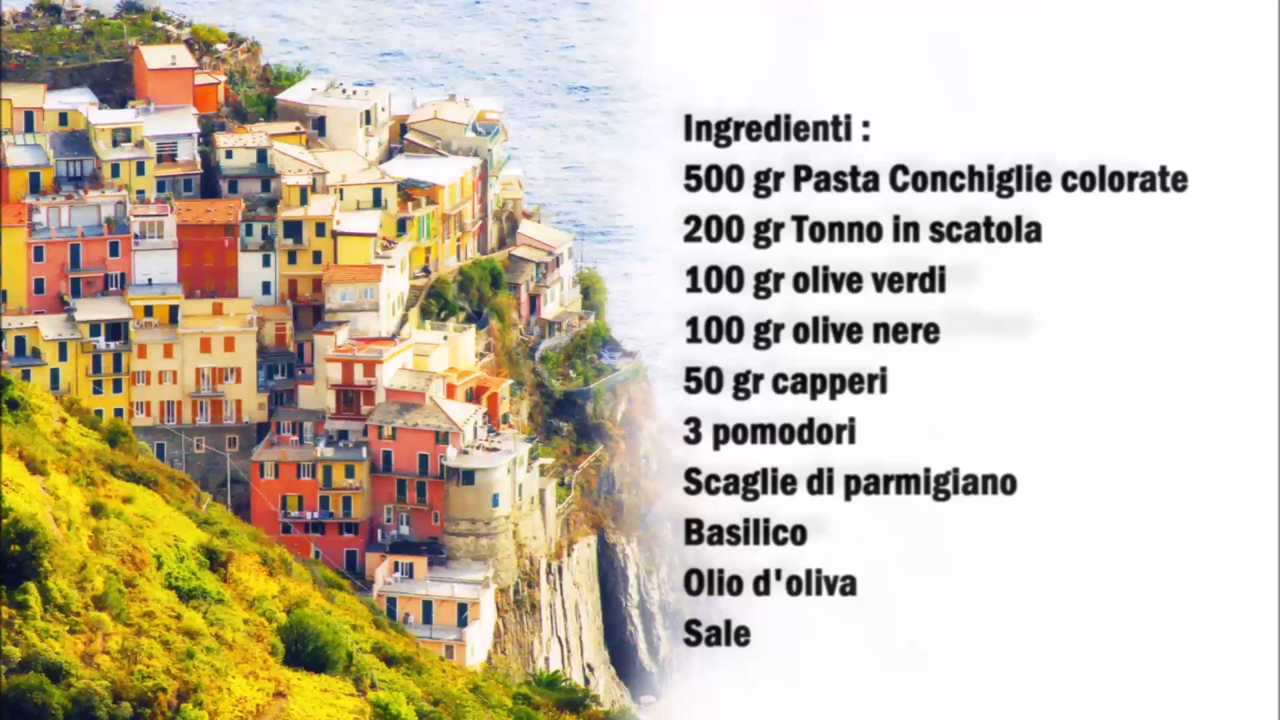 Ingredienti :
500 gr Pasta Conchiglie colorate
200 gr Tonno in scatola
100 gr olive verdi
100 gr olive nere
50 gr capperi
3 pomodori
Scaglie di parmigiano
Basilico
Olio d'oliva
Sale